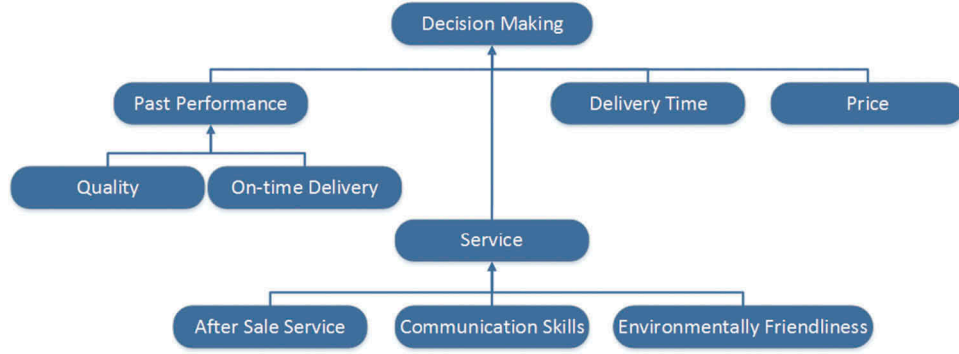 Decision Making
Past Performance
Delivery Time
Price
Quality
On-time Delivery
Service
After Sale Service
Communication Skills
Environmentally Friendliness